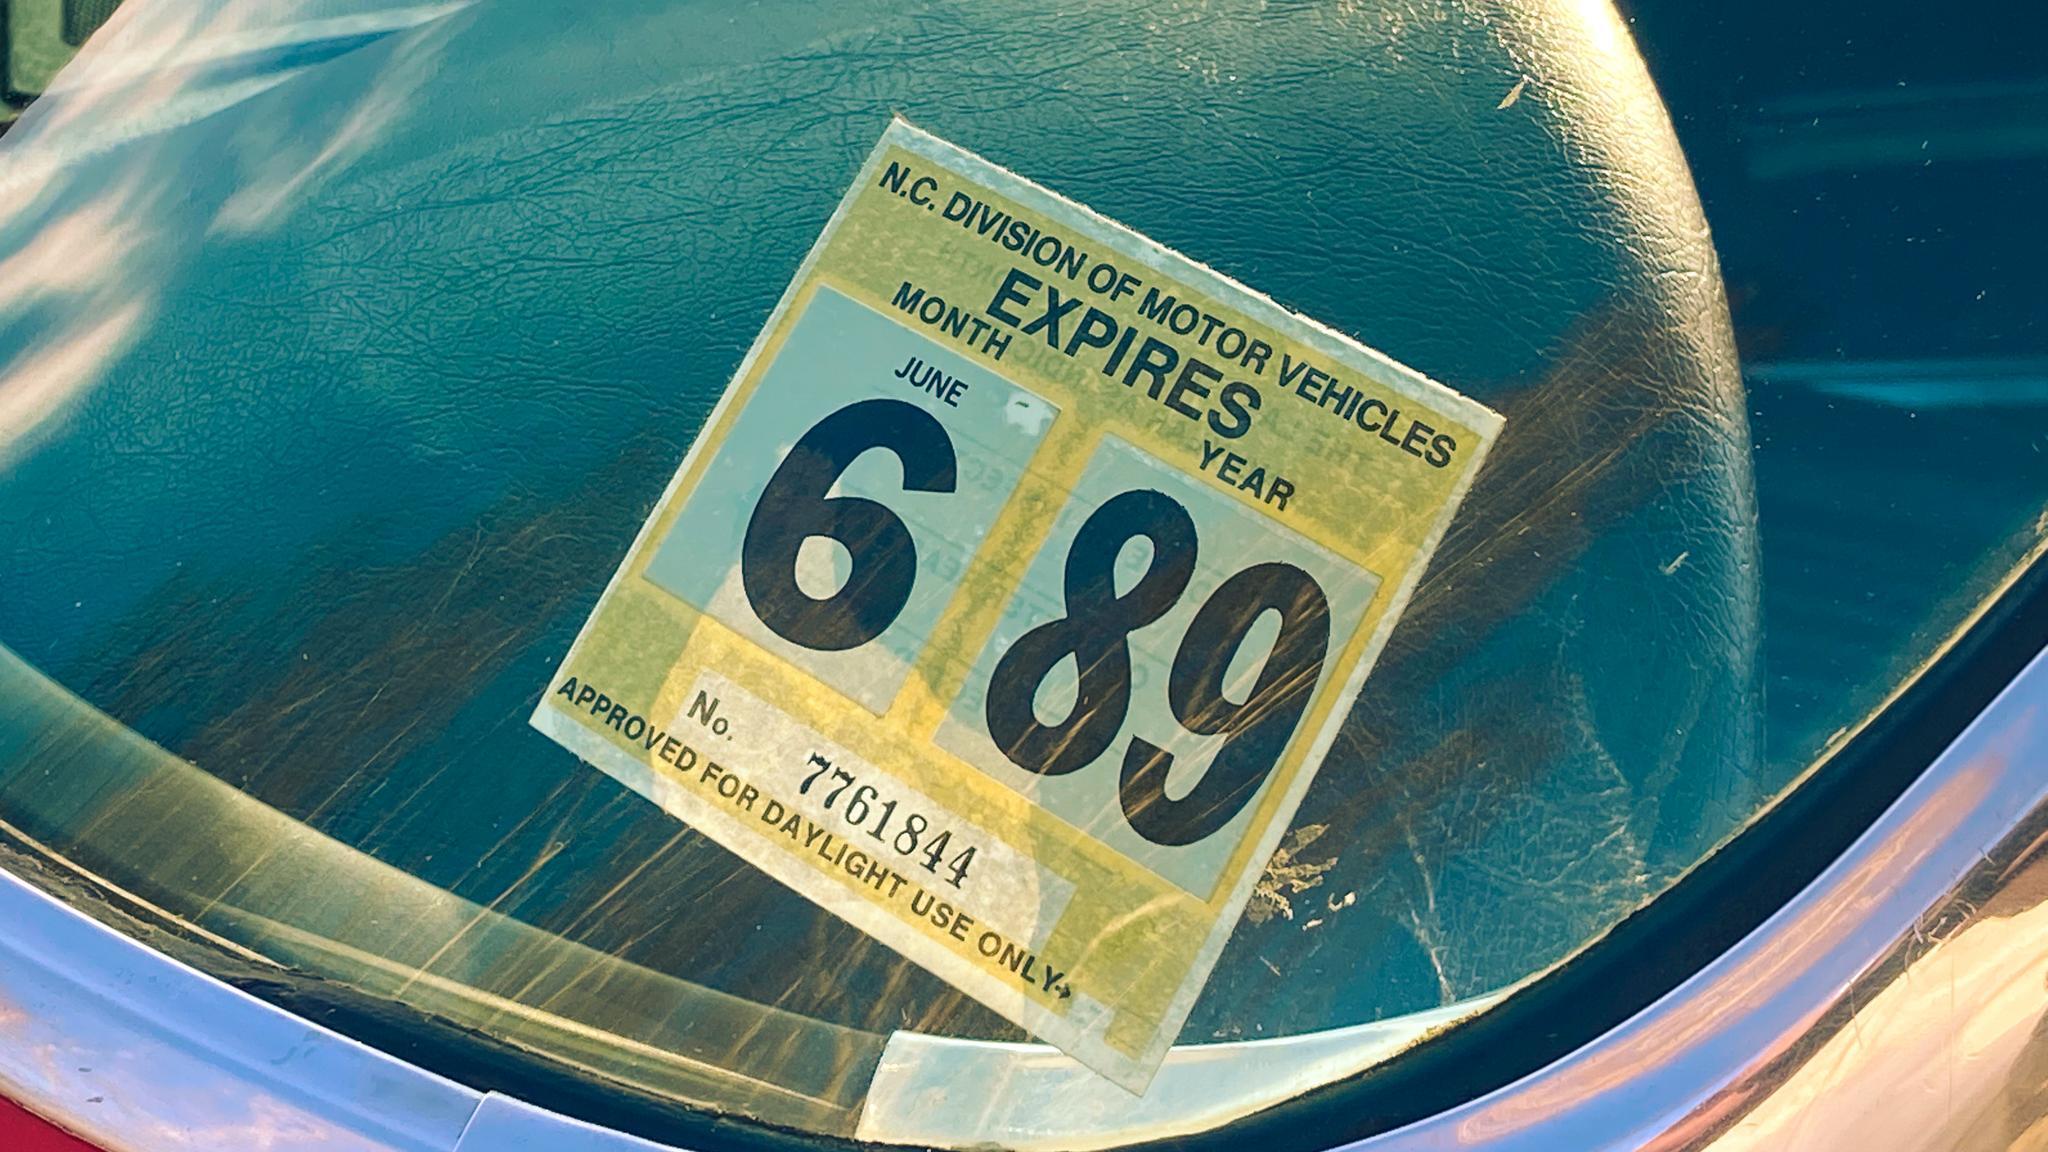 N.C. DIVISION OF MOTOR VEHICLES
EXPIRES
MONTH YEAR
JUNE
6 89
No. 7761844
APPROVED FOR DAYLIGHT USE ONLY→